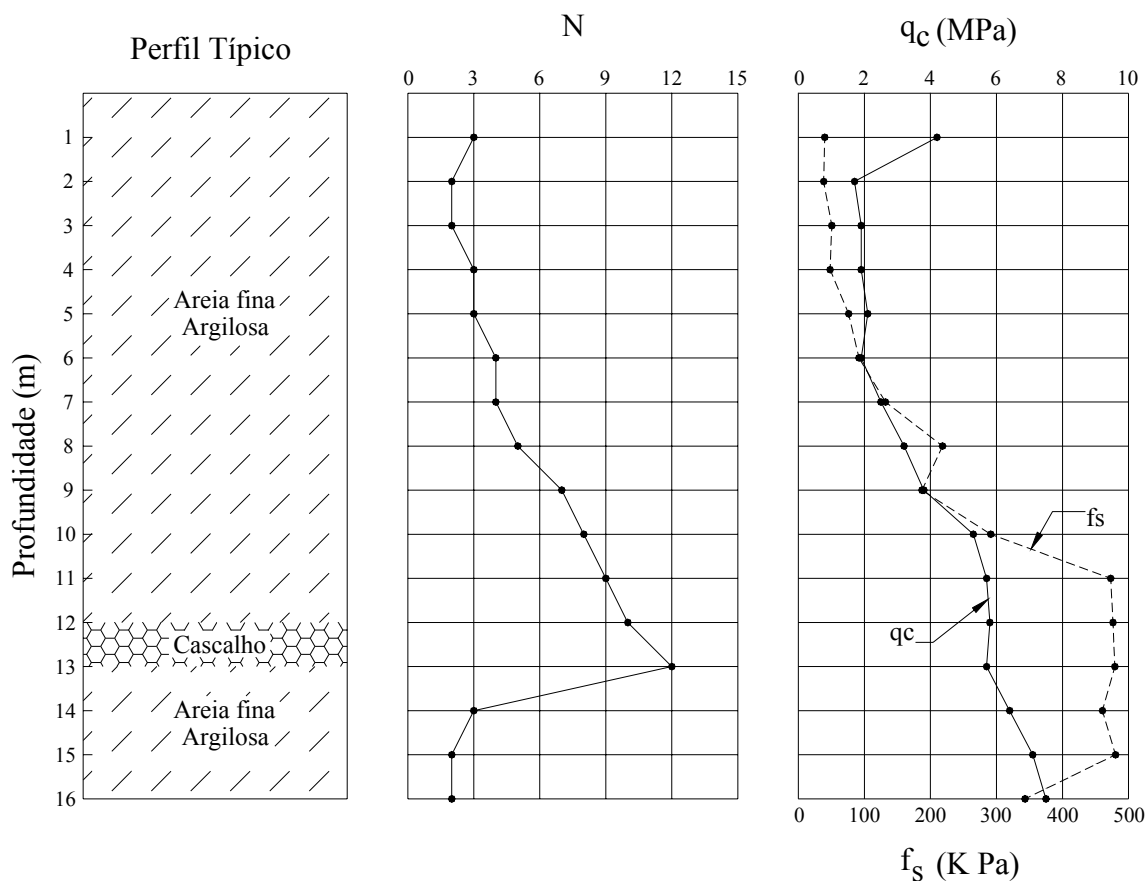 Perfil Típico
N
q_c (MPa)
0 3 6 9 12 15
0 2 4 6 8 10
Profundidade (m)
1
2
3
4
5
6
7
8
9
10
11
12
13
14
15
16
Areia fina
Argilosa
Cascalho
Areia fina
Argilosa
fs
qc
0 100 200 300 400 500
f_s (K Pa)